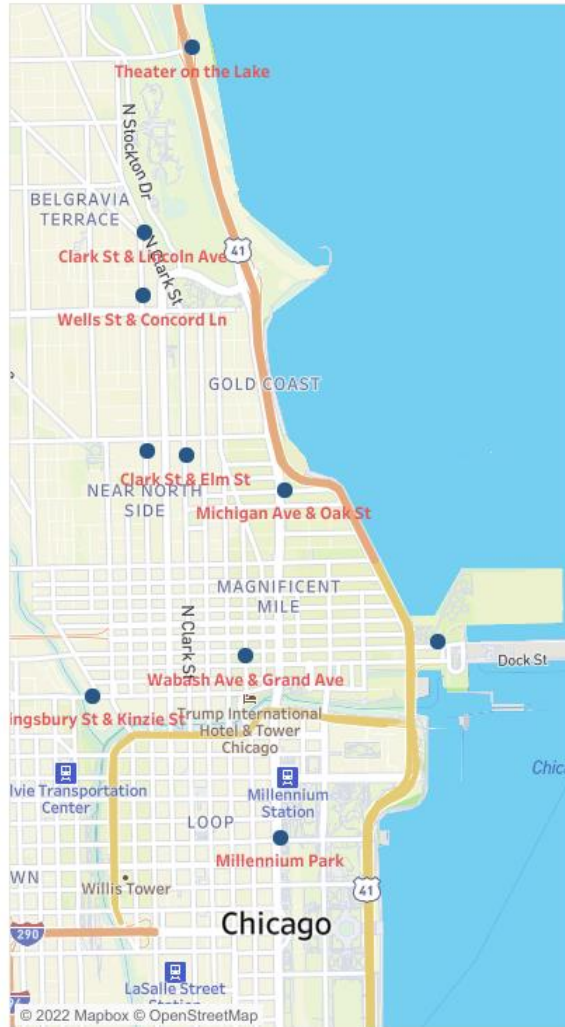 Theater on the Lake
N Stockton Dr
BELGRAVIA
TERRACE
41
Clark St & Lincoln Ave
N Clark St
Wells St & Concord Ln
GOLD COAST
Clark St & Elm St
NEAR NORTH
SIDE
Michigan Ave & Oak St
MAGNIFICENT
MILE
N Clark St
Dock St
Wabash Ave & Grand Ave
ingsbury St & Kinzie St
Trump International
Hotel & Tower
Chicago
Chica
lvie Transportation
Center
Millennium
Station
LOOP
Millennium Park
WN
Willis Tower
41
Chicago
290
LaSalle Street
Station
© 2022 Mapbox © OpenStreetMap